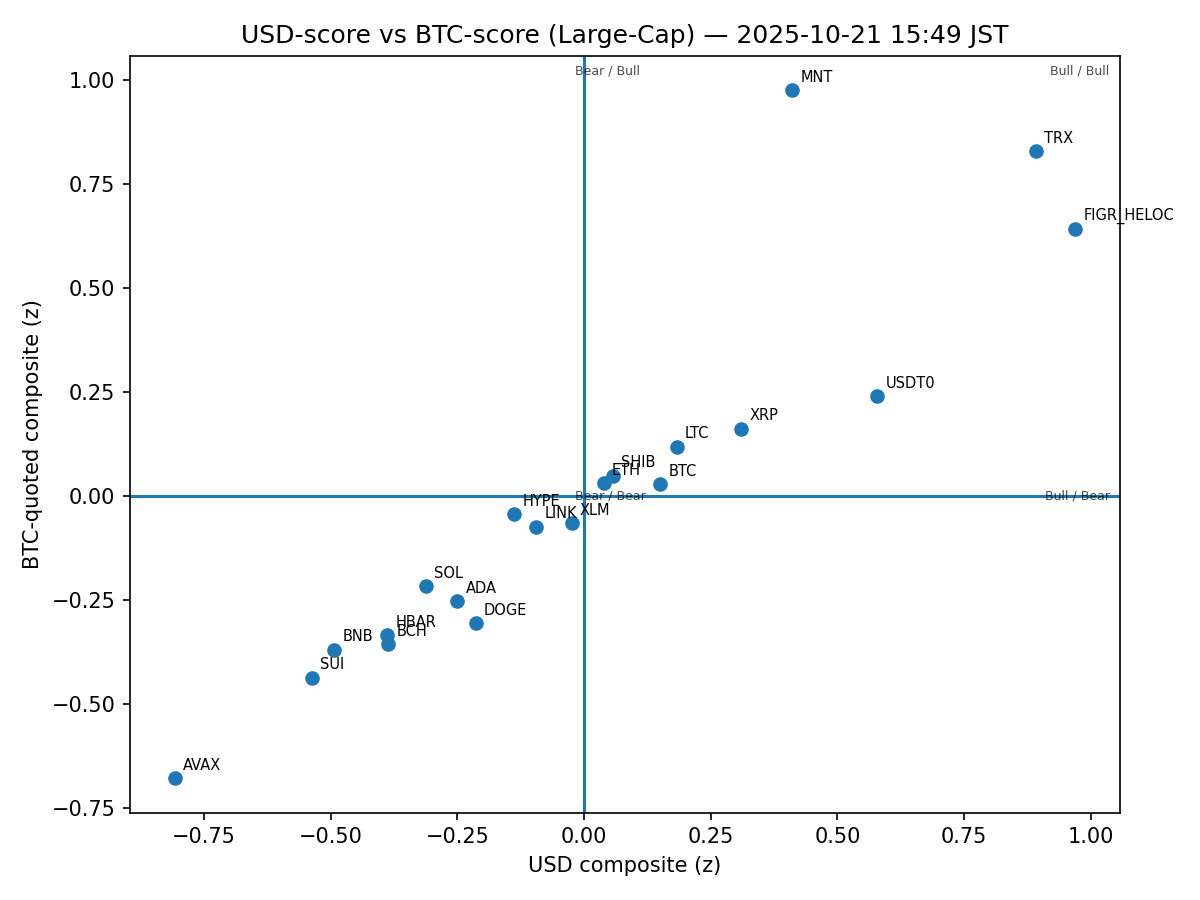 USD-score vs BTC-score (Large-Cap) — 2025-10-21 15:49 JST
Bear / Bull
Bull / Bull
MNT
TRX
FIGR_HELOC
USDT0
XRP
LTC
SHIB
ETH
BTC
Bear / Bear
Bull / Bear
HYPE
LINK
XLM
SOL
ADA
DOGE
HBAR
BCH
BNB
SUI
AVAX
1.00
0.75
0.50
0.25
0.00
−0.25
−0.50
−0.75
BTC-quoted composite (z)
−0.75
−0.50
−0.25
0.00
0.25
0.50
0.75
1.00
USD composite (z)